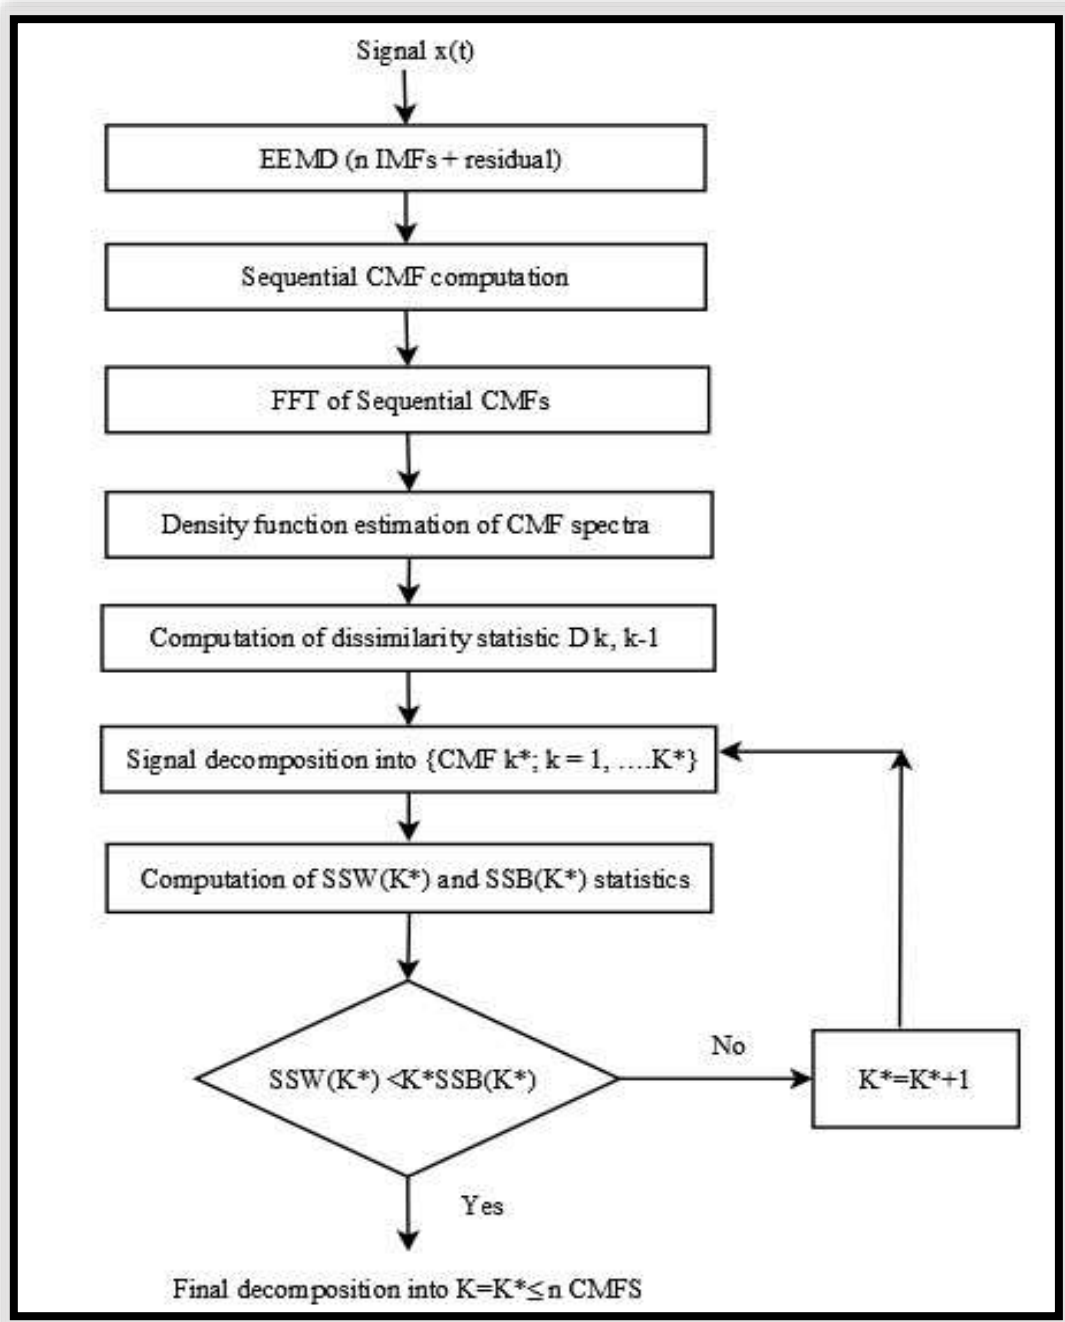 Signal x(t)
EEMD (n IMFs + residual)
Sequential CMF computation
FFT of Sequential CMFs
Density function estimation of CMF spectra
Computation of dissimilarity statistic D k, k-1
Signal decomposition into {CMF k*; k = 1, ....K*}
Computation of SSW(K*) and SSB(K*) statistics
SSW(K*) <K*SSB(K*)
No
K*=K*+1
Yes
Final decomposition into K=K*≤n CMFS